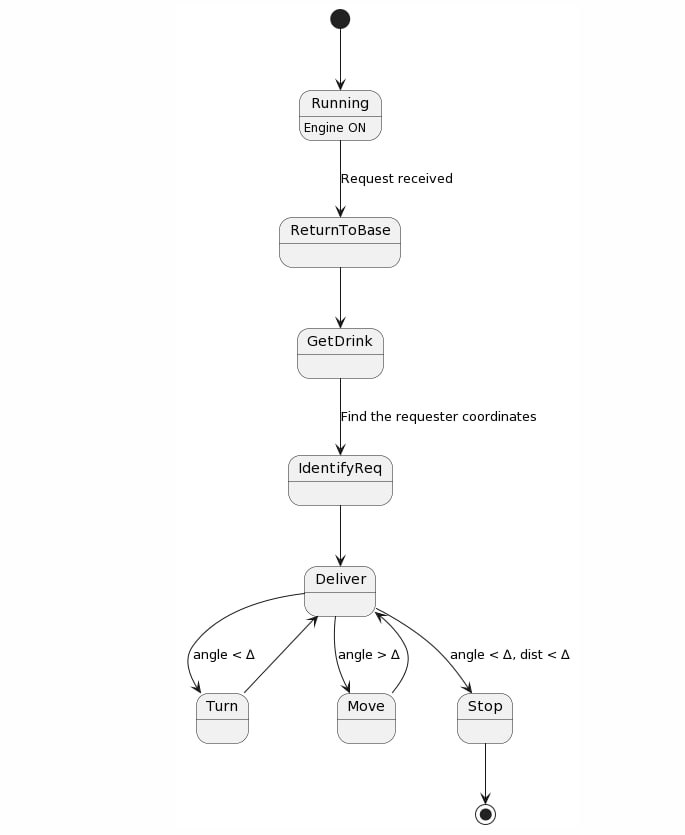 Running
Engine ON
Request received
ReturnToBase
GetDrink
Find the requester coordinates
IdentifyReq
Deliver
angle < Δ
angle > Δ
angle < Δ, dist < Δ
Turn
Move
Stop